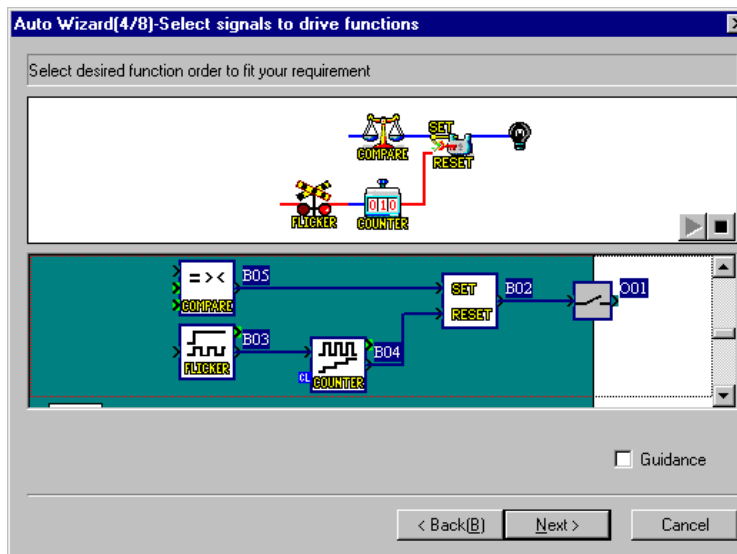 Auto Wizard(4/8)-Select signals to drive functions
Select desired function order to fit your requirement
COMPARE
SET
RESET
FLICKER
010
COUNTER
=><
COMPARE
B05
SET
RESET
B02
O01
FLICKER
B03
CL
COUNTER
B04
Guidance
< Back(B)
Next >
Cancel